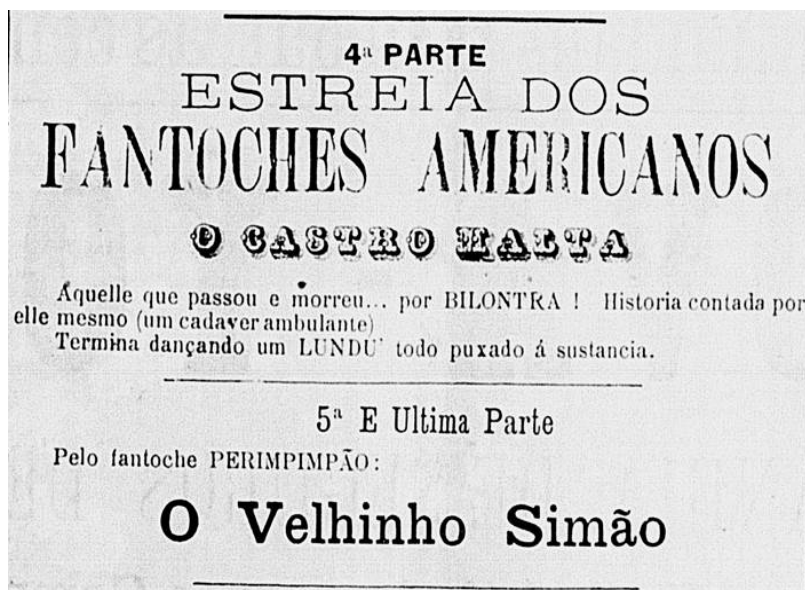 4ª PARTE
ESTREIA DOS
FANTOCHES AMERICANOS
O CASTRO MALTA
Aquelle que passou e morreu... por BILONTRA ! Historia contada por
elle mesmo (um cadaver ambulante)
Termina dançando um LUNDU' todo puxado á sustancia.
5ª E Ultima Parte
Pelo fantoche PERIMPIMPÃO:
O Velhinho Simão